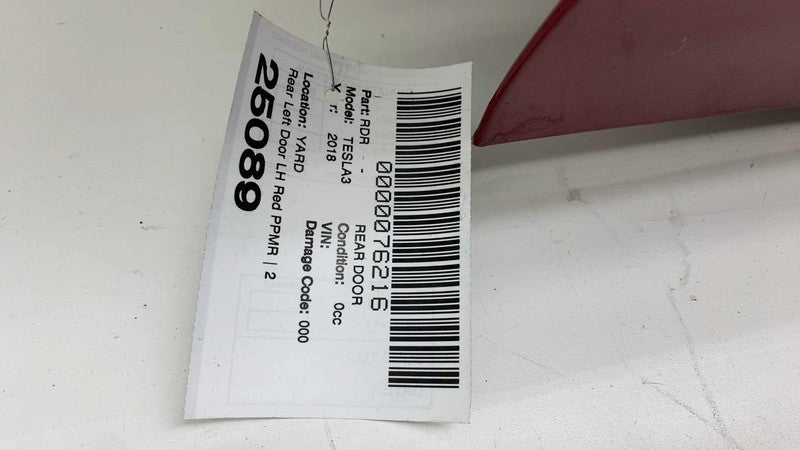 0000076216
Part: RDR - REAR DOOR
Model: TESLA3 Condition: 0cc
Y r: 2018 VIN:
Location: YARD Damage Code: 000
Rear Left Door LH Red PPMR | 2
25089